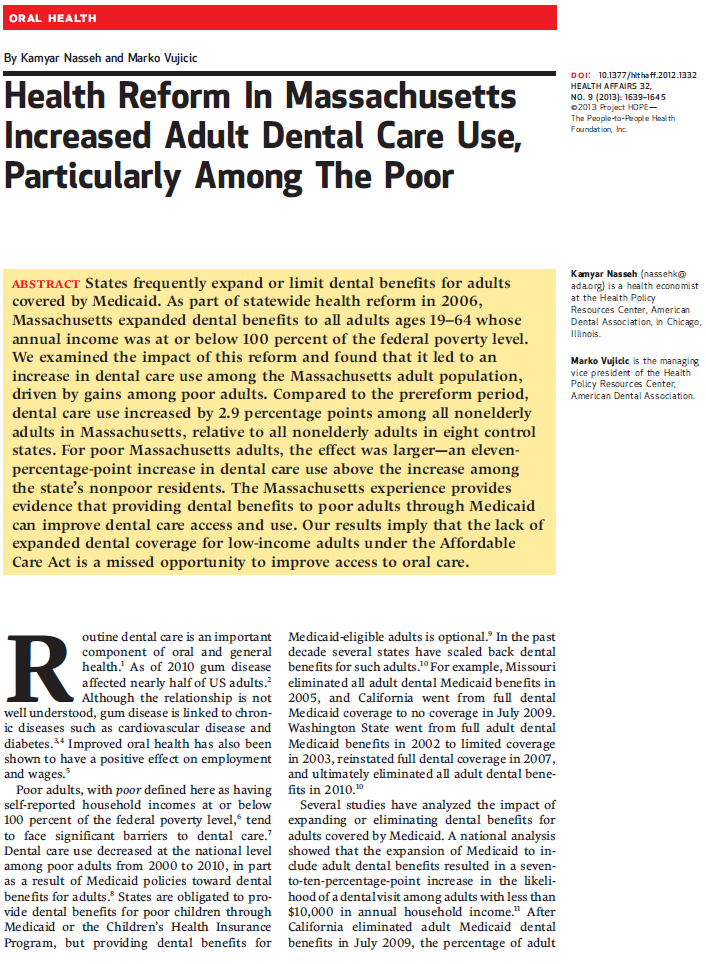 ORAL HEALTH
By Kamyar Nasseh and Marko Vujicic
Health Reform In Massachusetts
Increased Adult Dental Care Use,
Particularly Among The Poor
DOI: 10.1377/hlthaff.2012.1332
HEALTH AFFAIRS 32,
NO. 9 (2013): 1639–1645
©2013 Project HOPE—
The People-to-People Health
Foundation, Inc.
ABSTRACT States frequently expand or limit dental benefits for adults
covered by Medicaid. As part of statewide health reform in 2006,
Massachusetts expanded dental benefits to all adults ages 19–64 whose
annual income was at or below 100 percent of the federal poverty level.
We examined the impact of this reform and found that it led to an
increase in dental care use among the Massachusetts adult population,
driven by gains among poor adults. Compared to the prereform period,
dental care use increased by 2.9 percentage points among all nonelderly
adults in Massachusetts, relative to all nonelderly adults in eight control
states. For poor Massachusetts adults, the effect was larger—an eleven-
percentage-point increase in dental care use above the increase among
the state's nonpoor residents. The Massachusetts experience provides
evidence that providing dental benefits to poor adults through Medicaid
can improve dental care access and use. Our results imply that the lack of
expanded dental coverage for low-income adults under the Affordable
Care Act is a missed opportunity to improve access to oral care.
Kamyar Nasseh (nassehk@
ada.org) is a health economist
at the Health Policy
Resources Center, American
Dental Association, in Chicago,
Illinois.
Marko Vujicic is the managing
vice president of the Health
Policy Resources Center,
American Dental Association.
Routine dental care is an important
component of oral and general
health.1 As of 2010 gum disease
affected nearly half of US adults.2
Although the relationship is not
well understood, gum disease is linked to chron-
ic diseases such as cardiovascular disease and
diabetes.3,4 Improved oral health has also been
shown to have a positive effect on employment
and wages.5
Poor adults, with poor defined here as having
self-reported household incomes at or below
100 percent of the federal poverty level,6 tend
to face significant barriers to dental care.7
Dental care use decreased at the national level
among poor adults from 2000 to 2010, in part
as a result of Medicaid policies toward dental
benefits for adults.8 States are obligated to pro-
vide dental benefits for poor children through
Medicaid or the Children's Health Insurance
Program, but providing dental benefits for
Medicaid-eligible adults is optional.9 In the past
decade several states have scaled back dental
benefits for such adults.10 For example, Missouri
eliminated all adult dental Medicaid benefits in
2005, and California went from full dental
Medicaid coverage to no coverage in July 2009.
Washington State went from full adult dental
Medicaid benefits in 2002 to limited coverage
in 2003, reinstated full dental coverage in 2007,
and ultimately eliminated all adult dental bene-
fits in 2010.10
Several studies have analyzed the impact of
expanding or eliminating dental benefits for
adults covered by Medicaid. A national analysis
showed that the expansion of Medicaid to in-
clude adult dental benefits resulted in a seven-
to-ten-percentage-point increase in the likeli-
hood of a dental visit among adults with less than
$10,000 in annual household income.11 After
California eliminated adult Medicaid dental
benefits in July 2009, the percentage of adult